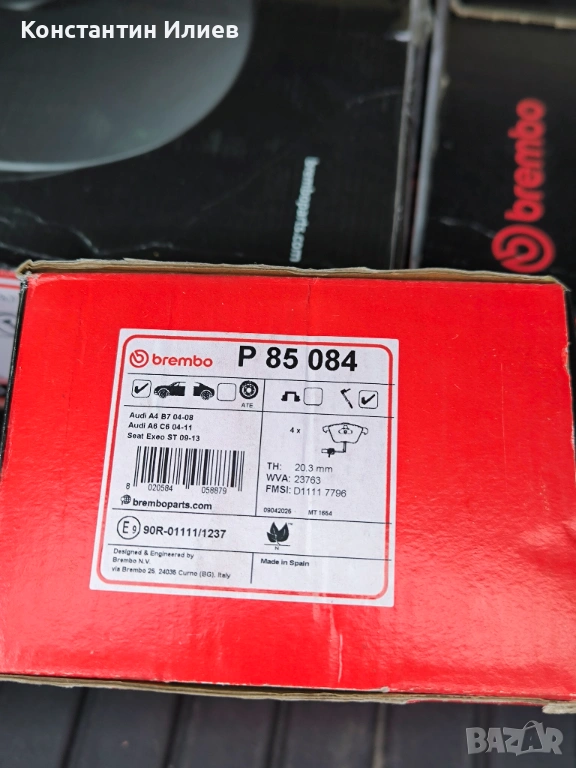 Константин Илиев
Bremboparts.com
brembo
brembo P 85 084
ATE
Audi A4 B7 04-08
Audi A6 C6 04-11
Seat Exeo ST 09-13
4 x
8 020584 058879
TH: 20.3 mm
WVA: 23763
FMSI: D1111 7796
bremboparts.com
09042026 MT 1664
E9 90R-01111/1237
N
Designed & Engineered by
Brembo N.V.
via Brembo 25, 24036 Curno (BG), Italy
Made in Spain
BAZAR